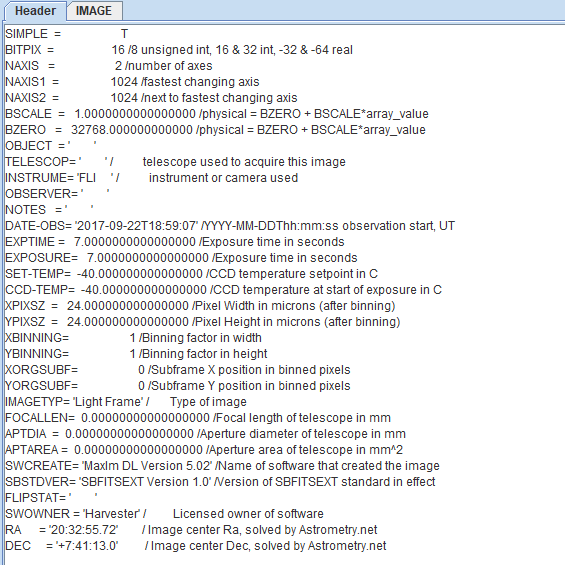 Header IMAGE
SIMPLE = T
BITPIX = 16 /8 unsigned int, 16 & 32 int, -32 & -64 real
NAXIS = 2 /number of axes
NAXIS1 = 1024 /fastest changing axis
NAXIS2 = 1024 /next to fastest changing axis
BSCALE = 1.0000000000000000 /physical = BZERO + BSCALE*array_value
BZERO = 32768.000000000000 /physical = BZERO + BSCALE*array_value
OBJECT = ' '
TELESCOP= ' ' / telescope used to acquire this image
INSTRUME= 'FLI ' / instrument or camera used
OBSERVER= ' '
NOTES = ' '
DATE-OBS= '2017-09-22T18:59:07' /YYYY-MM-DDThh:mm:ss observation start, UT
EXPTIME = 7.0000000000000000 /Exposure time in seconds
EXPOSURE= 7.0000000000000000 /Exposure time in seconds
SET-TEMP= -40.000000000000000 /CCD temperature setpoint in C
CCD-TEMP= -40.000000000000000 /CCD temperature at start of exposure in C
XPIXSZ = 24.000000000000000 /Pixel Width in microns (after binning)
YPIXSZ = 24.000000000000000 /Pixel Height in microns (after binning)
XBINNING= 1 /Binning factor in width
YBINNING= 1 /Binning factor in height
XORGSUBF= 0 /Subframe X position in binned pixels
YORGSUBF= 0 /Subframe Y position in binned pixels
IMAGETYP= 'Light Frame' / Type of image
FOCALLEN= 0.00000000000000000 /Focal length of telescope in mm
APTDIA = 0.00000000000000000 /Aperture diameter of telescope in mm
APTAREA = 0.00000000000000000 /Aperture area of telescope in mm^2
SWCREATE= 'MaxIm DL Version 5.02' /Name of software that created the image
SBSTDVER= 'SBFITSEXT Version 1.0' /Version of SBFITSEXT standard in effect
FLIPSTAT= ' '
SWOWNER = 'Harvester' / Licensed owner of software
RA = '20:32:55.72' / Image center Ra, solved by Astrometry.net
DEC = '+7:41:13.0' / Image center Dec, solved by Astrometry.net